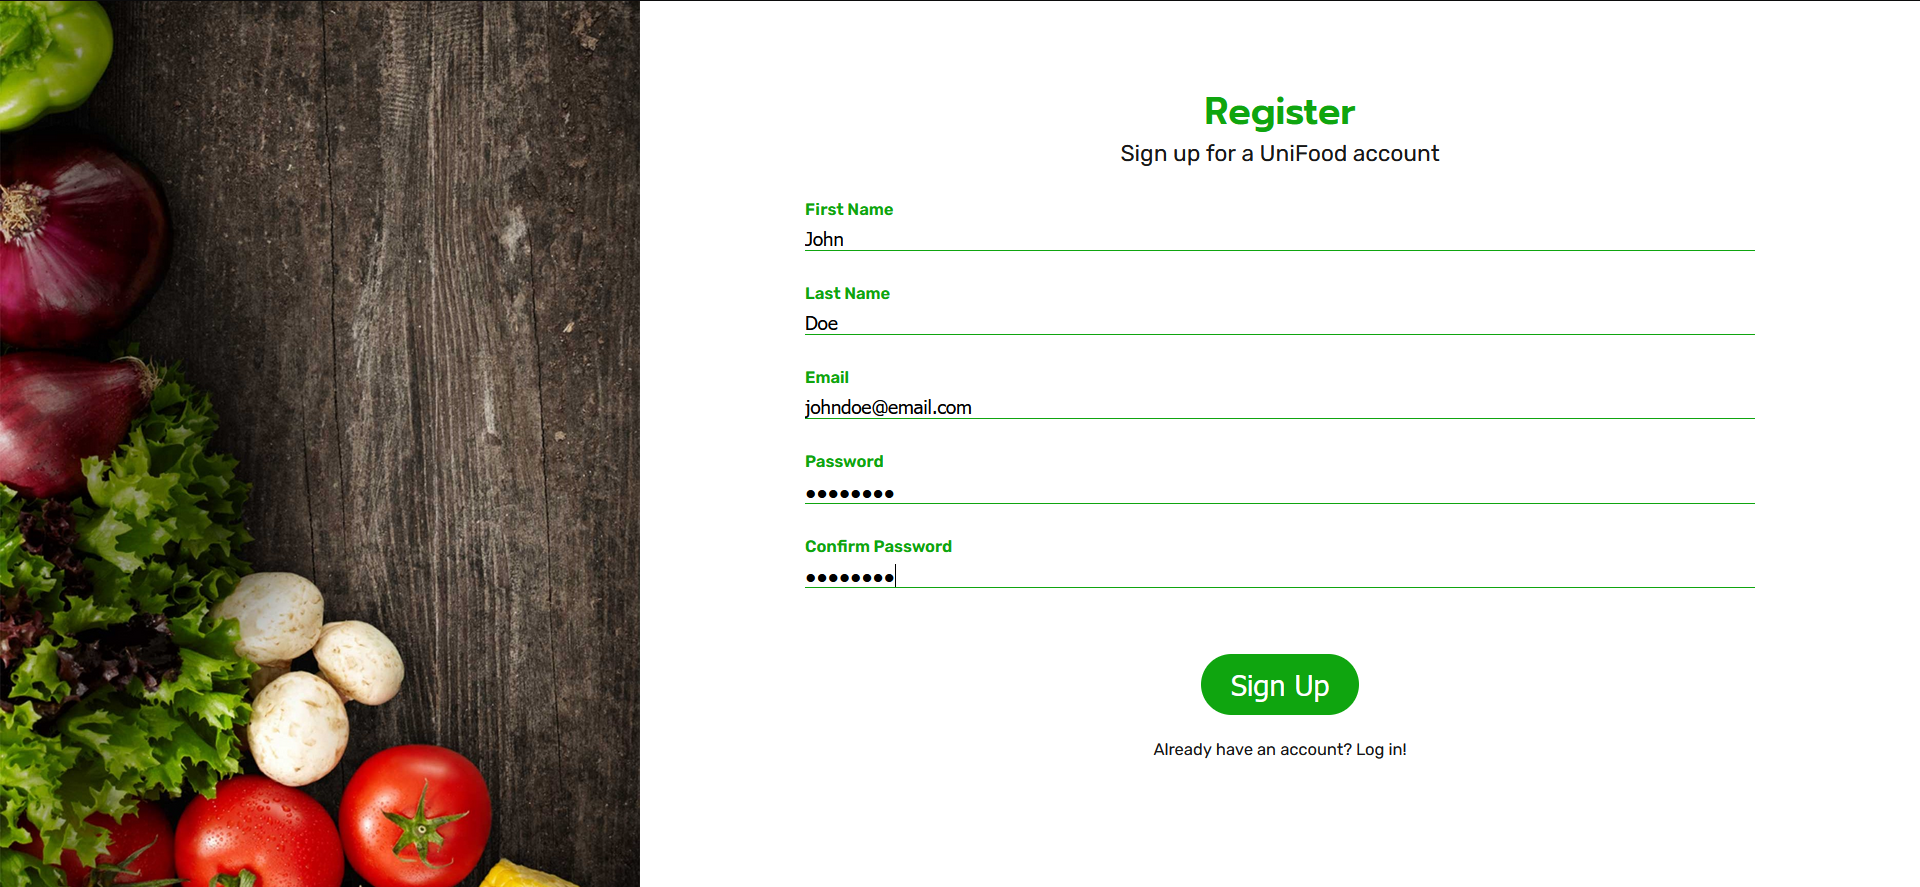 Register
Sign up for a UniFood account
First Name
John
Last Name
Doe
Email
johndoe@email.com
Password
••••••••
Confirm Password
••••••••
Sign Up
Already have an account? Log in!